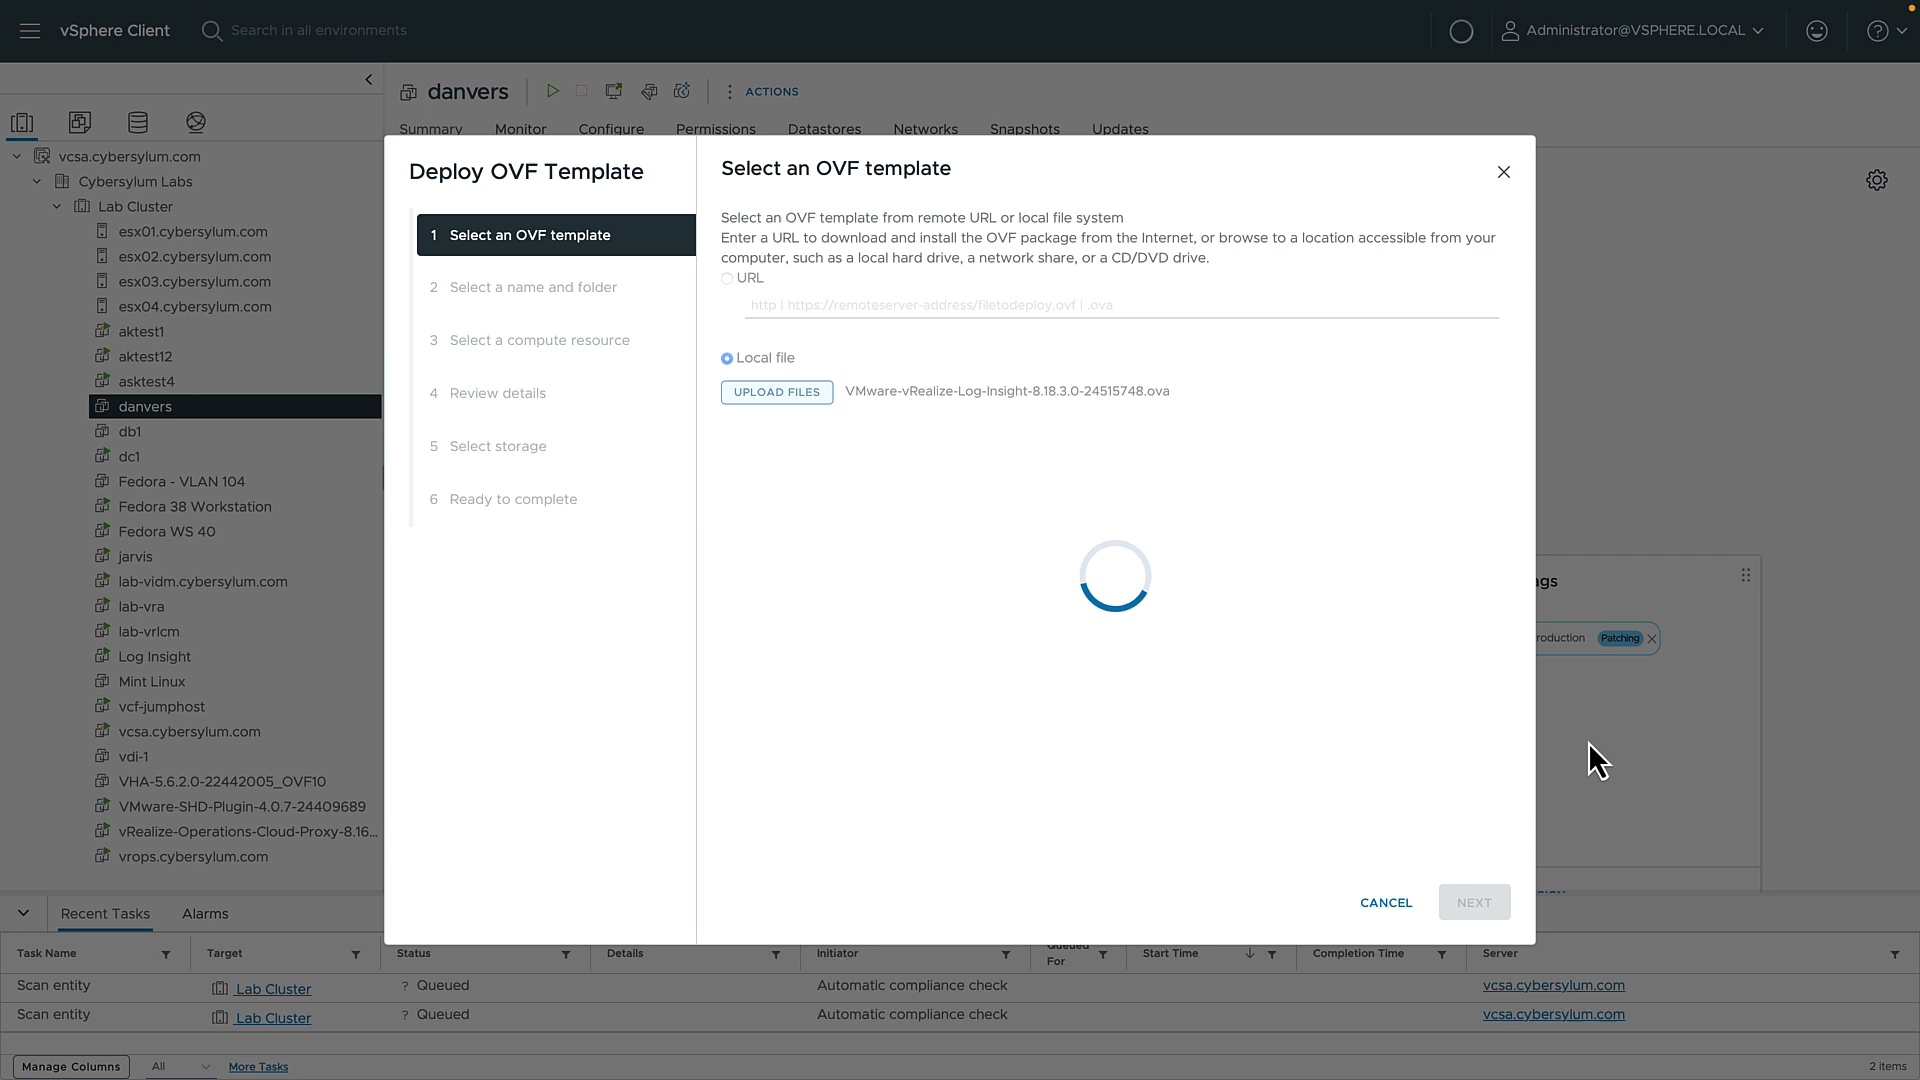 vSphere Client
Search in all environments
Administrator@VSPHERE.LOCAL
danvers
ACTIONS
Summary
Monitor
Configure
Permissions
Datastores
Networks
Snapshots
Updates
vcsa.cybersylum.com
Cybersylum Labs
Lab Cluster
esx01.cybersylum.com
esx02.cybersylum.com
esx03.cybersylum.com
esx04.cybersylum.com
aktest1
aktest12
asktest4
danvers
db1
dc1
Fedora - VLAN 104
Fedora 38 Workstation
Fedora WS 40
jarvis
lab-vidm.cybersylum.com
lab-vra
lab-vrlcm
Log Insight
Mint Linux
vcf-jumphost
vcsa.cybersylum.com
vdi-1
VHA-5.6.2.0-22442005_OVF10
VMware-SHD-Plugin-4.0.7-24409689
vRealize-Operations-Cloud-Proxy-8.16...
vrops.cybersylum.com
Deploy OVF Template
1 Select an OVF template
2 Select a name and folder
3 Select a compute resource
4 Review details
5 Select storage
6 Ready to complete
Select an OVF template
Select an OVF template from remote URL or local file system
Enter a URL to download and install the OVF package from the Internet, or browse to a location accessible from your
computer, such as a local hard drive, a network share, or a CD/DVD drive.
URL
http | https://remoteserver-address/filetodeploy.ovf | .ova
Local file
UPLOAD FILES VMware-vRealize-Log-Insight-8.18.3.0-24515748.ova
CANCEL
NEXT
ags
roduction Patching
Recent Tasks
Alarms
Task Name Target Status Details Initiator Queued For Start Time Completion Time Server
Scan entity Lab Cluster ? Queued Automatic compliance check vcsa.cybersylum.com
Scan entity Lab Cluster ? Queued Automatic compliance check vcsa.cybersylum.com
Manage Columns All More Tasks 2 items